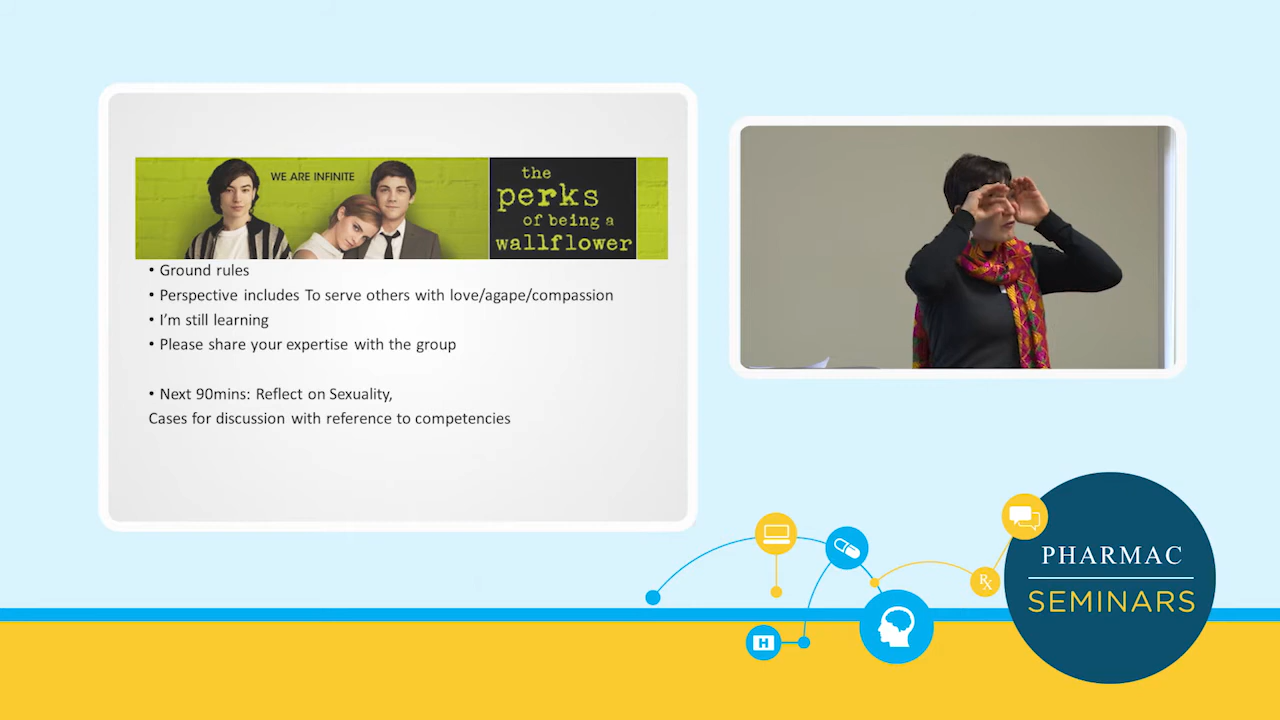 WE ARE INFINITE
the
perks
of being a
wallflower
• Ground rules
• Perspective includes To serve others with love/agape/compassion
• I'm still learning
• Please share your expertise with the group
• Next 90mins: Reflect on Sexuality,
Cases for discussion with reference to competencies
PHARMAC
SEMINARS
Rx
H